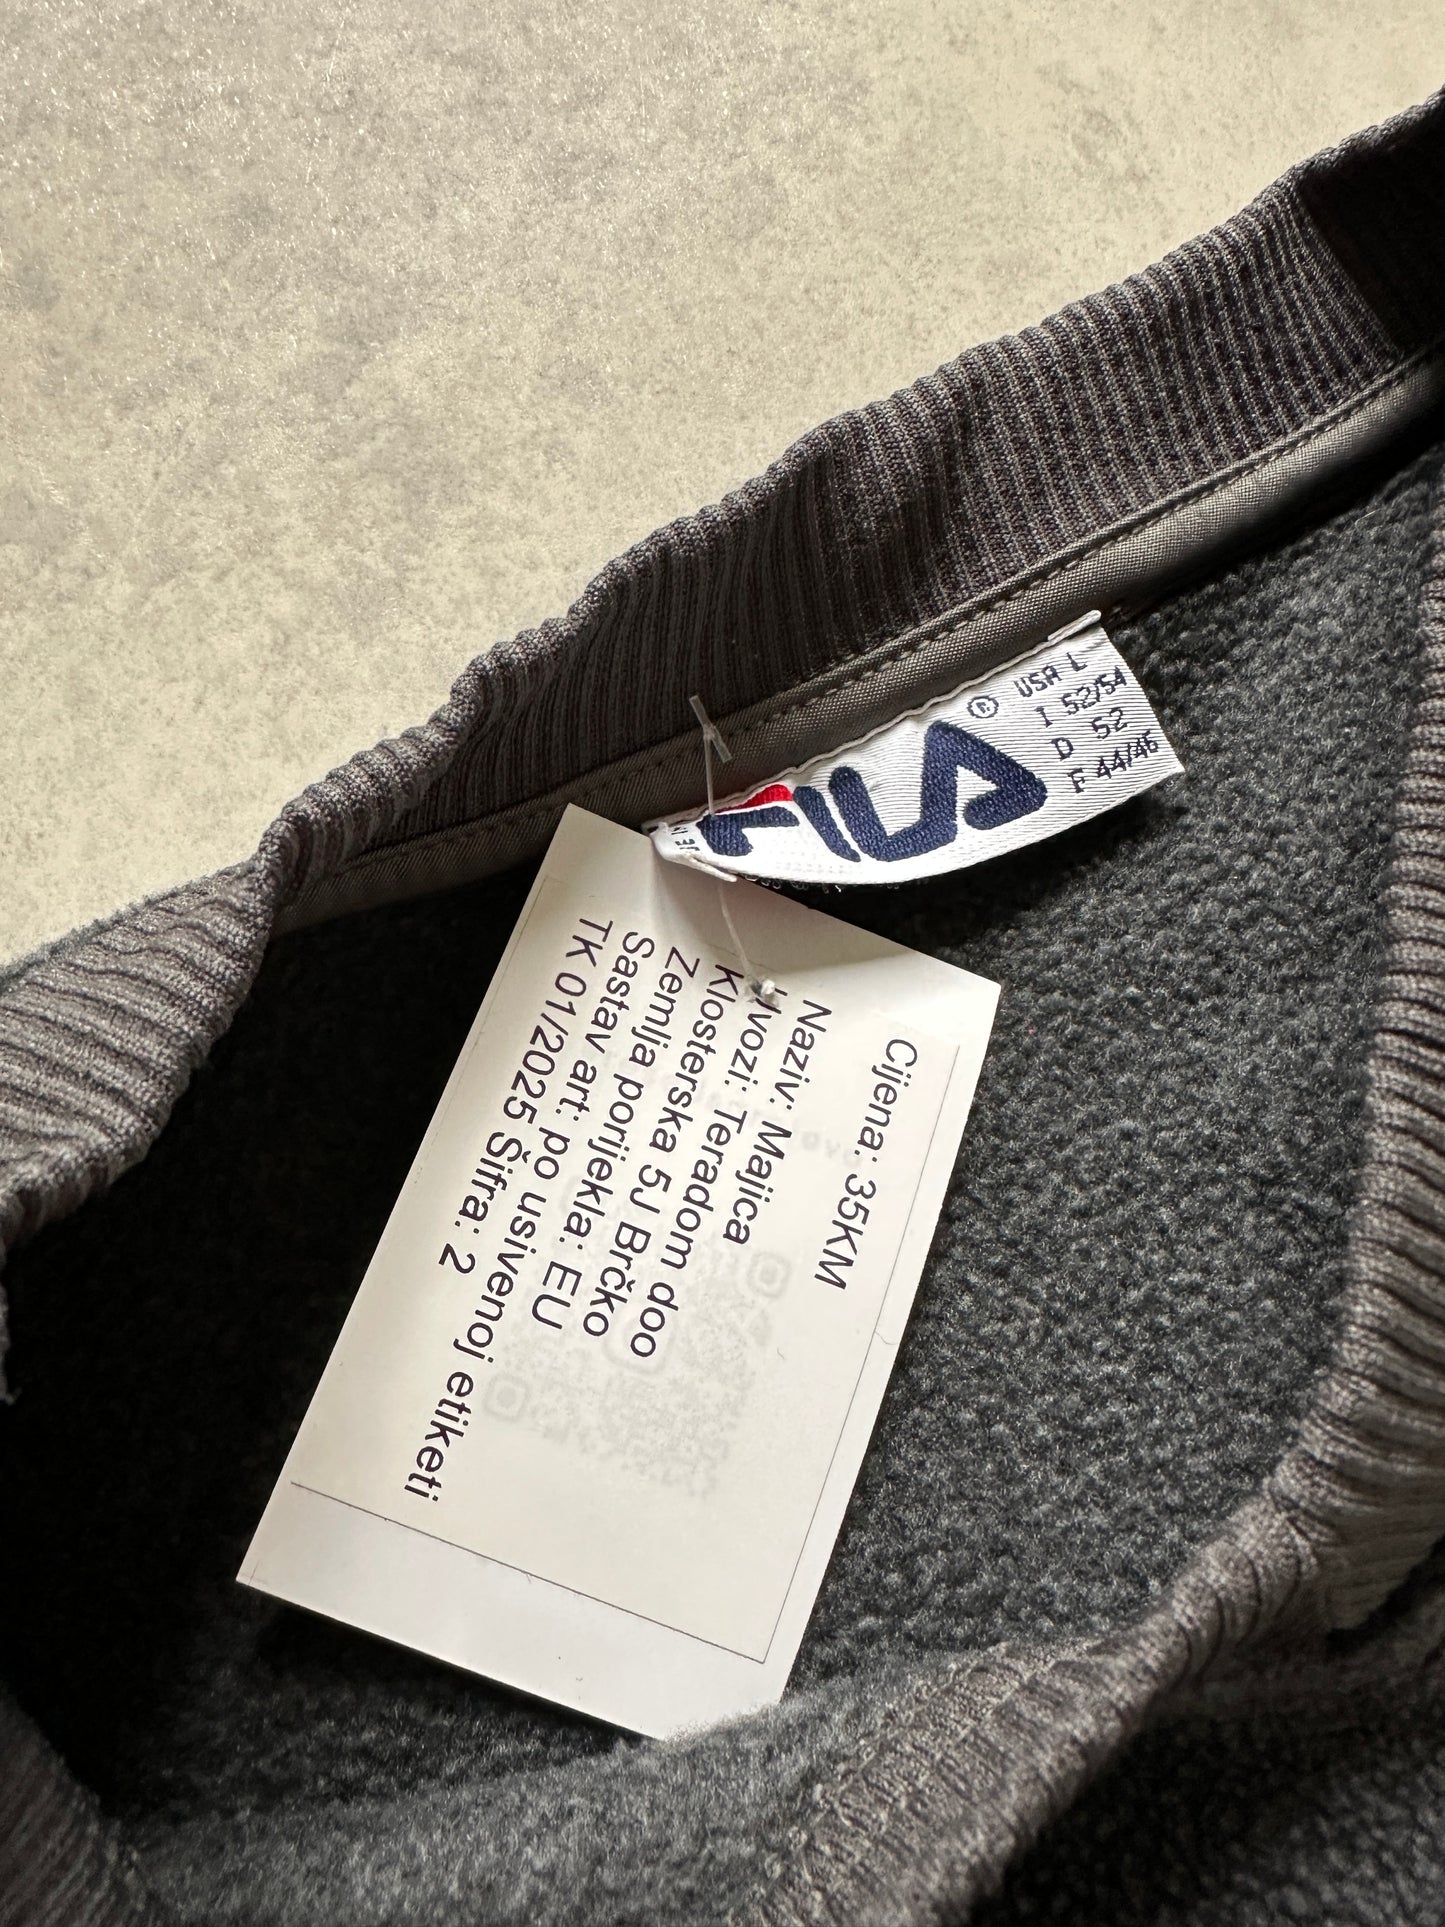 FILA ®
USA L
I 52/54
D 52
F 44/46
Cijena: 35KM
Naziv: Majica
Uvozi: Teradom doo
Klosterska 5J Brčko
Zemlja porijekla: EU
Sastav art: po usivenoj etiketi
TK 01/2025 Šifra: 2